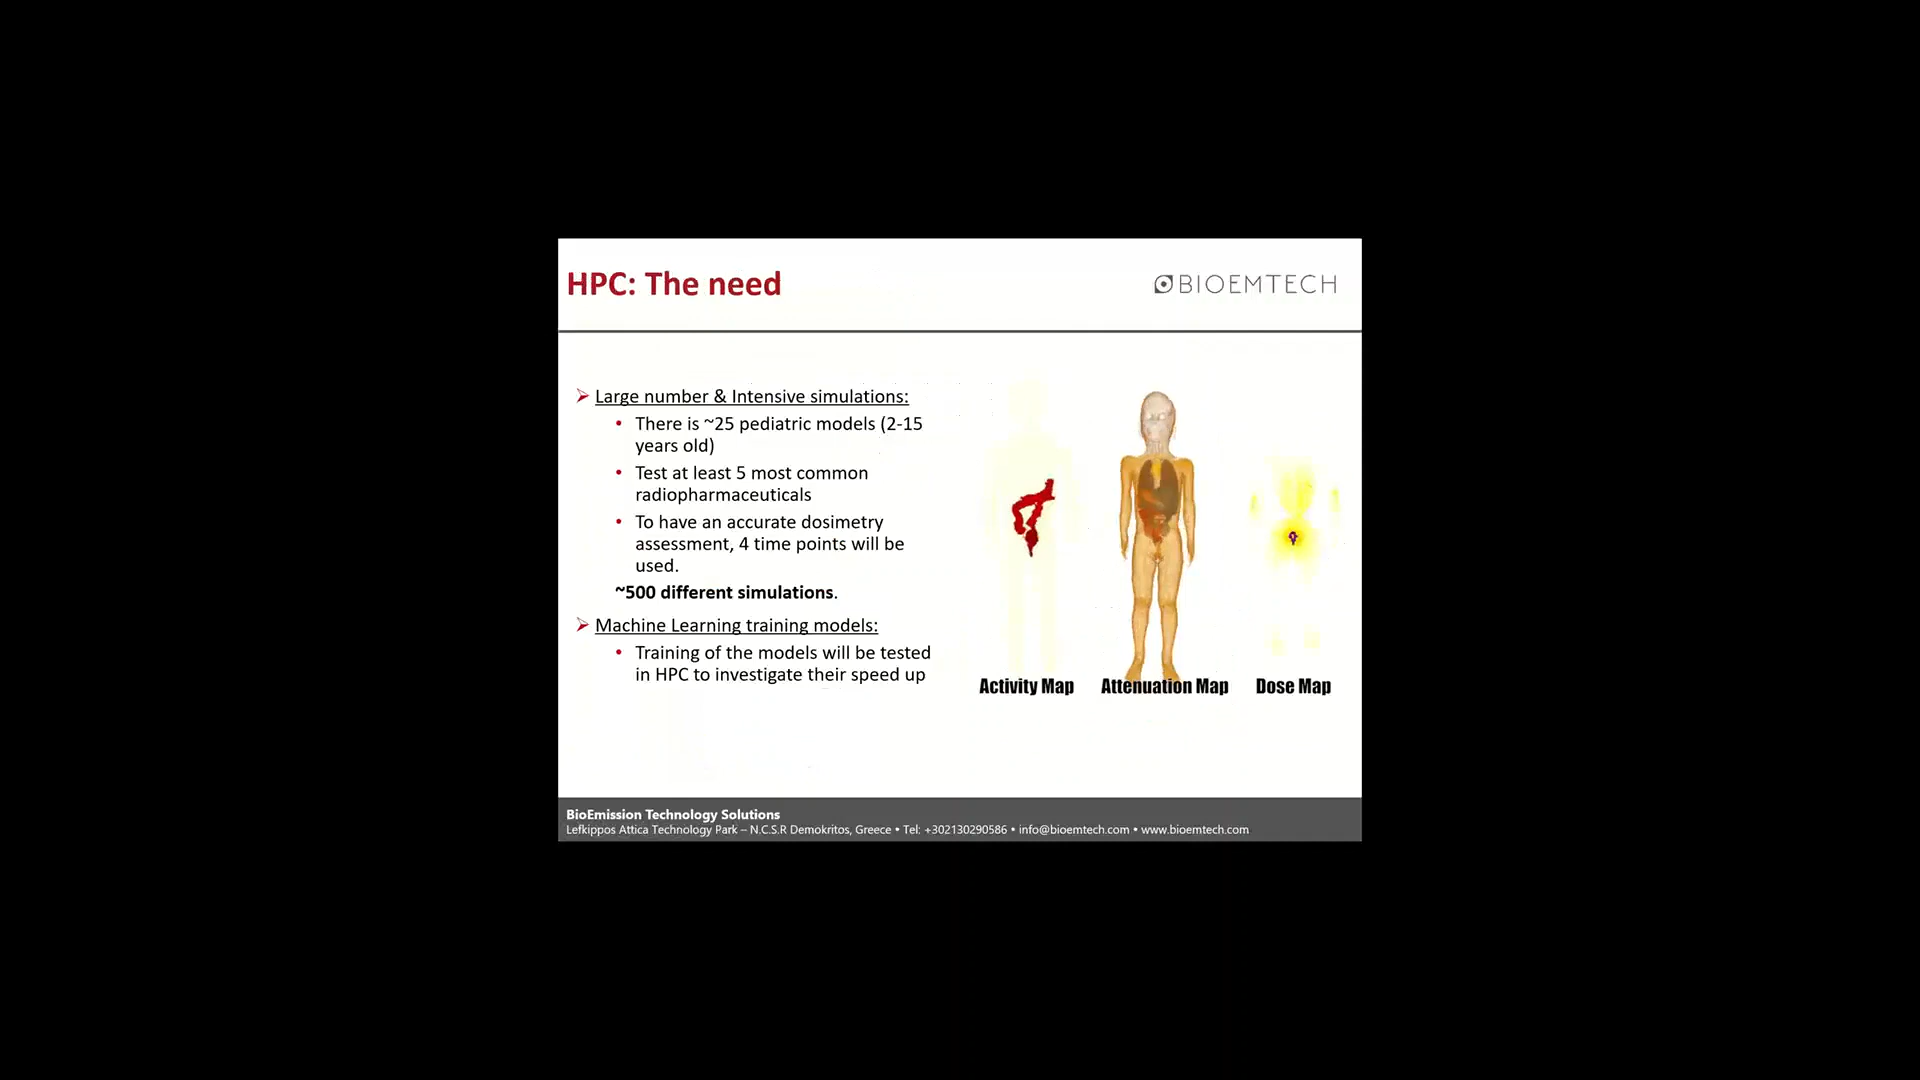 HPC: The need
BIOEMTECH
Large number & Intensive simulations:
There is ~25 pediatric models (2-15
years old)
Test at least 5 most common
radiopharmaceuticals
To have an accurate dosimetry
assessment, 4 time points will be
used.
~500 different simulations.
Machine Learning training models:
Training of the models will be tested
in HPC to investigate their speed up
Activity Map
Attenuation Map
Dose Map
BioEmission Technology Solutions
Lefkippos Attica Technology Park – N.C.S.R Demokritos, Greece • Tel: +302130290586 • info@bioemtech.com • www.bioemtech.com